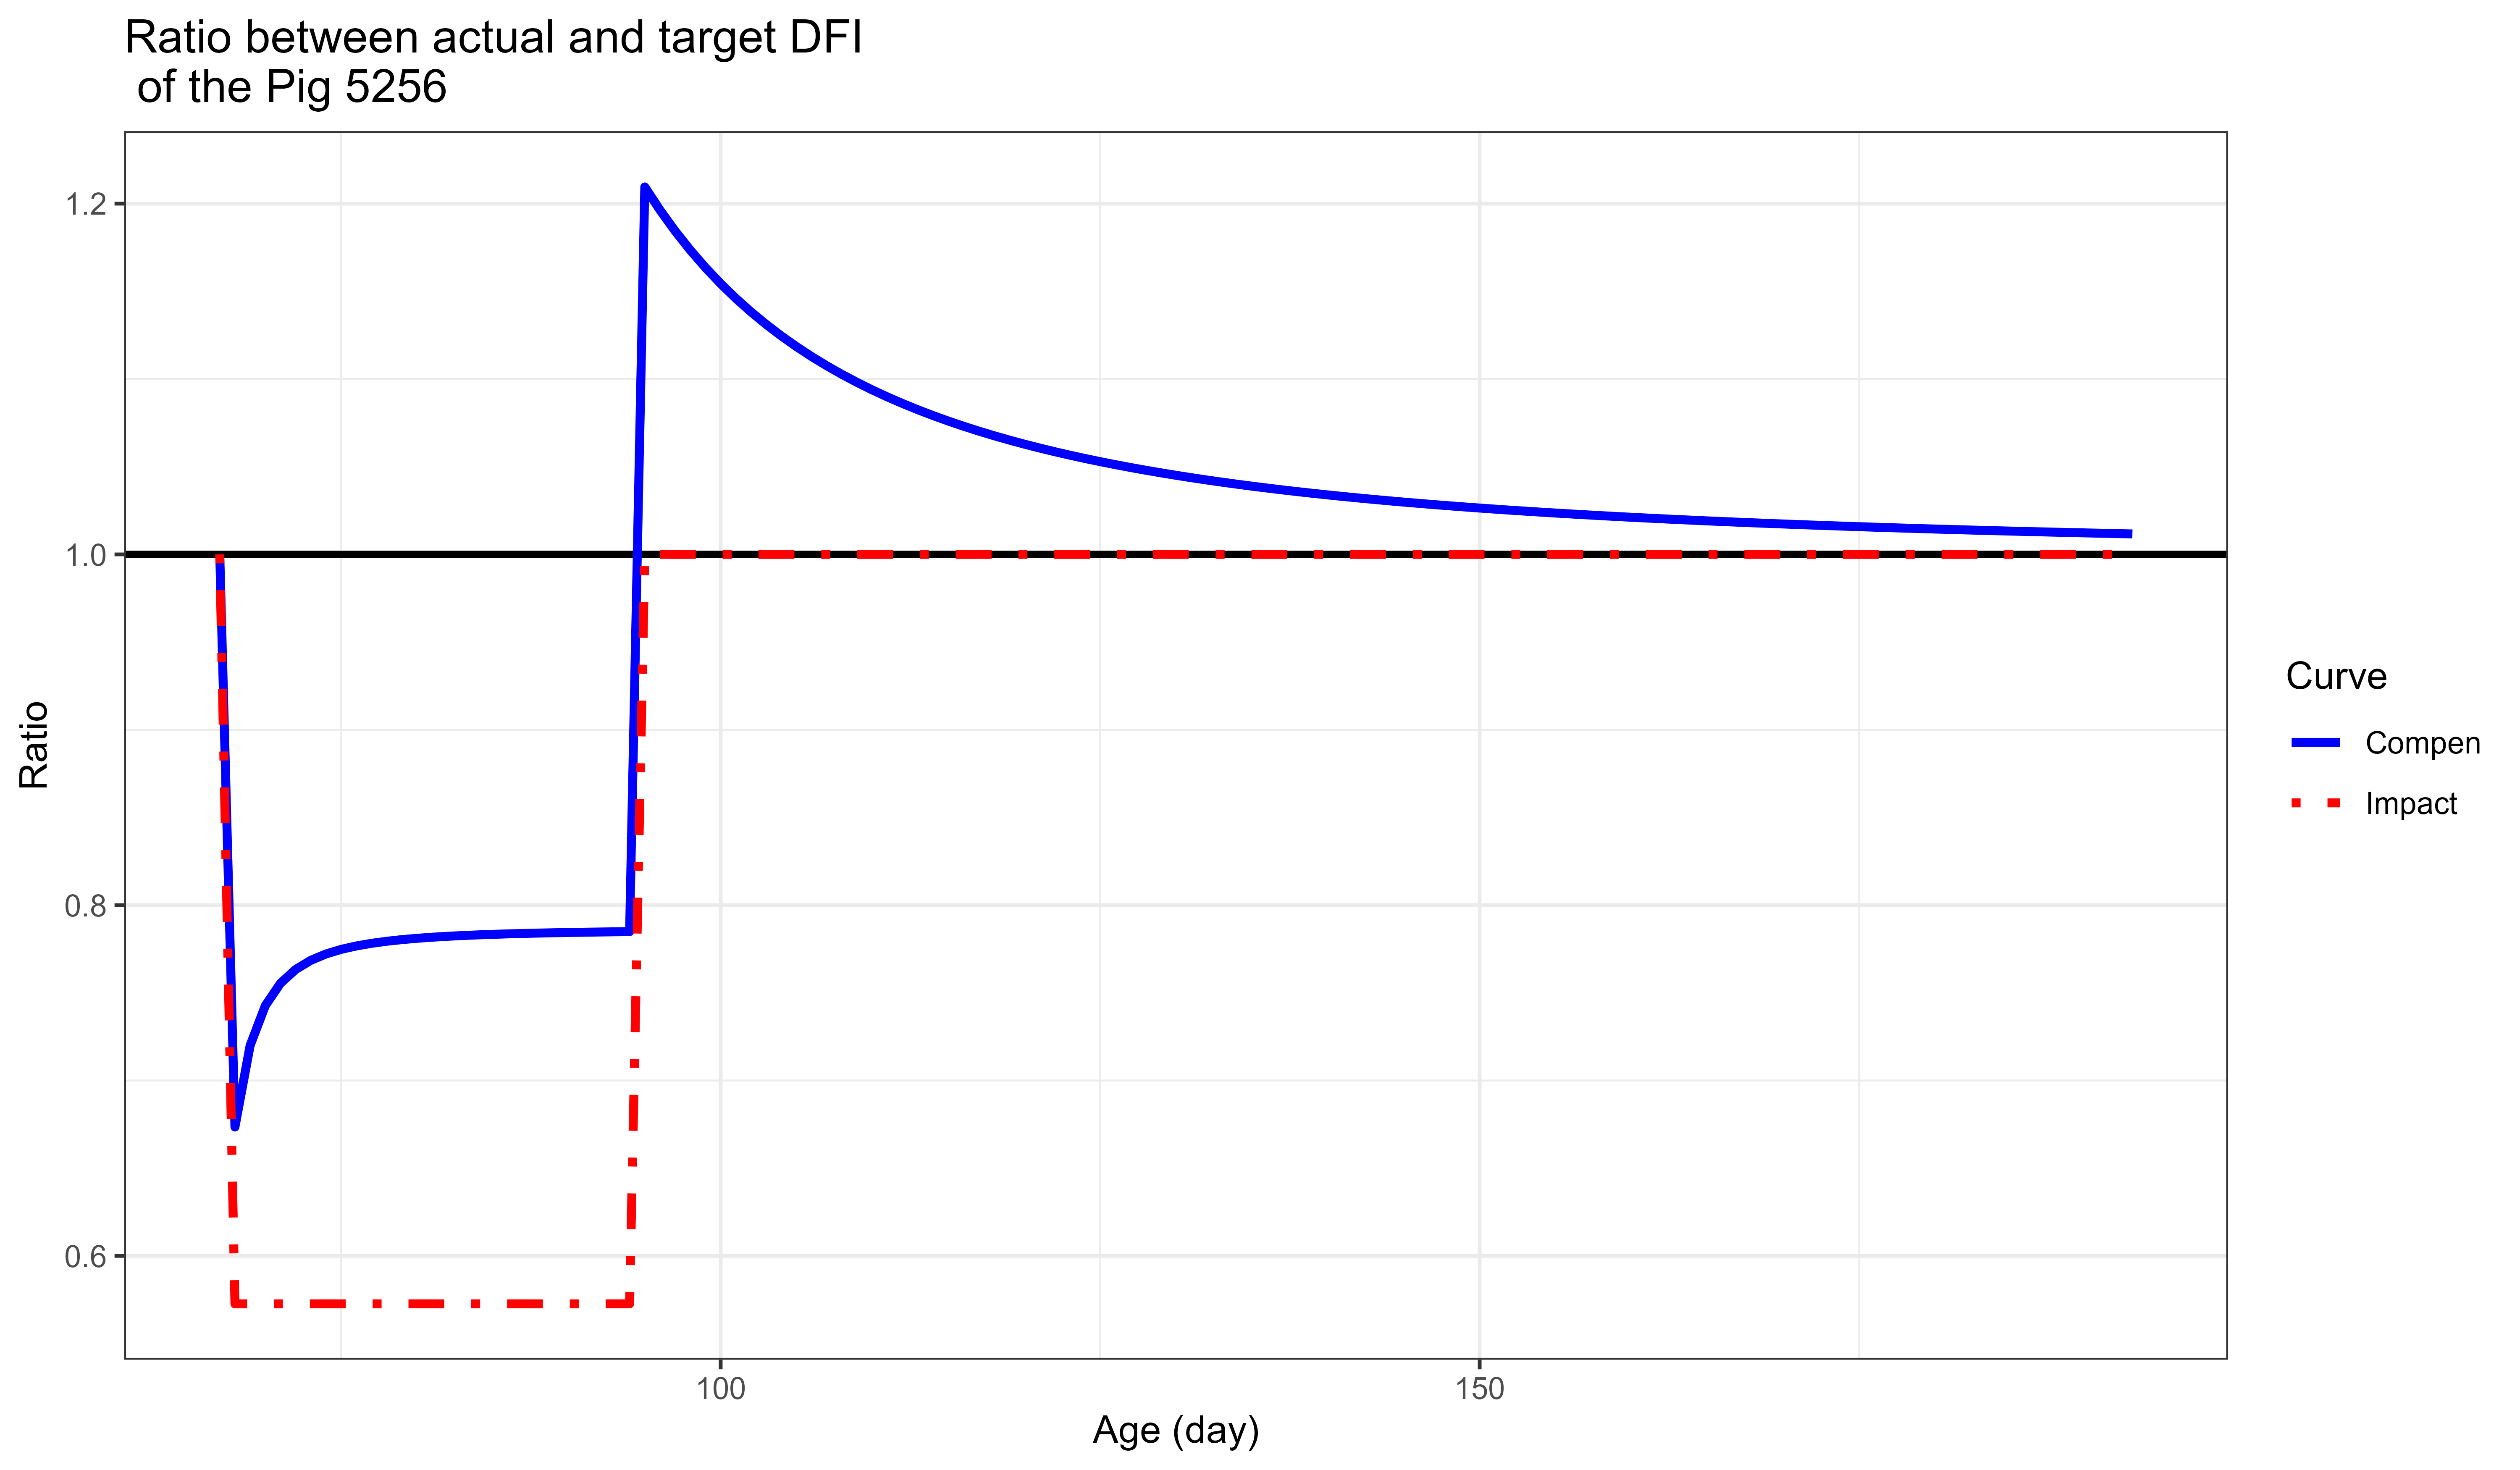 Ratio between actual and target DFI
of the Pig 5256
1.2
1.0
0.8
0.6
Ratio
100
150
Age (day)
Curve
Compen
Impact